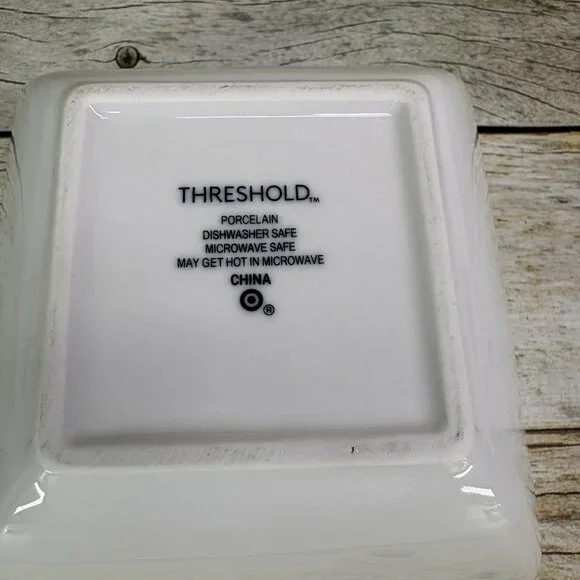 THRESHOLD™
PORCELAIN
DISHWASHER SAFE
MICROWAVE SAFE
MAY GET HOT IN MICROWAVE
CHINA
®